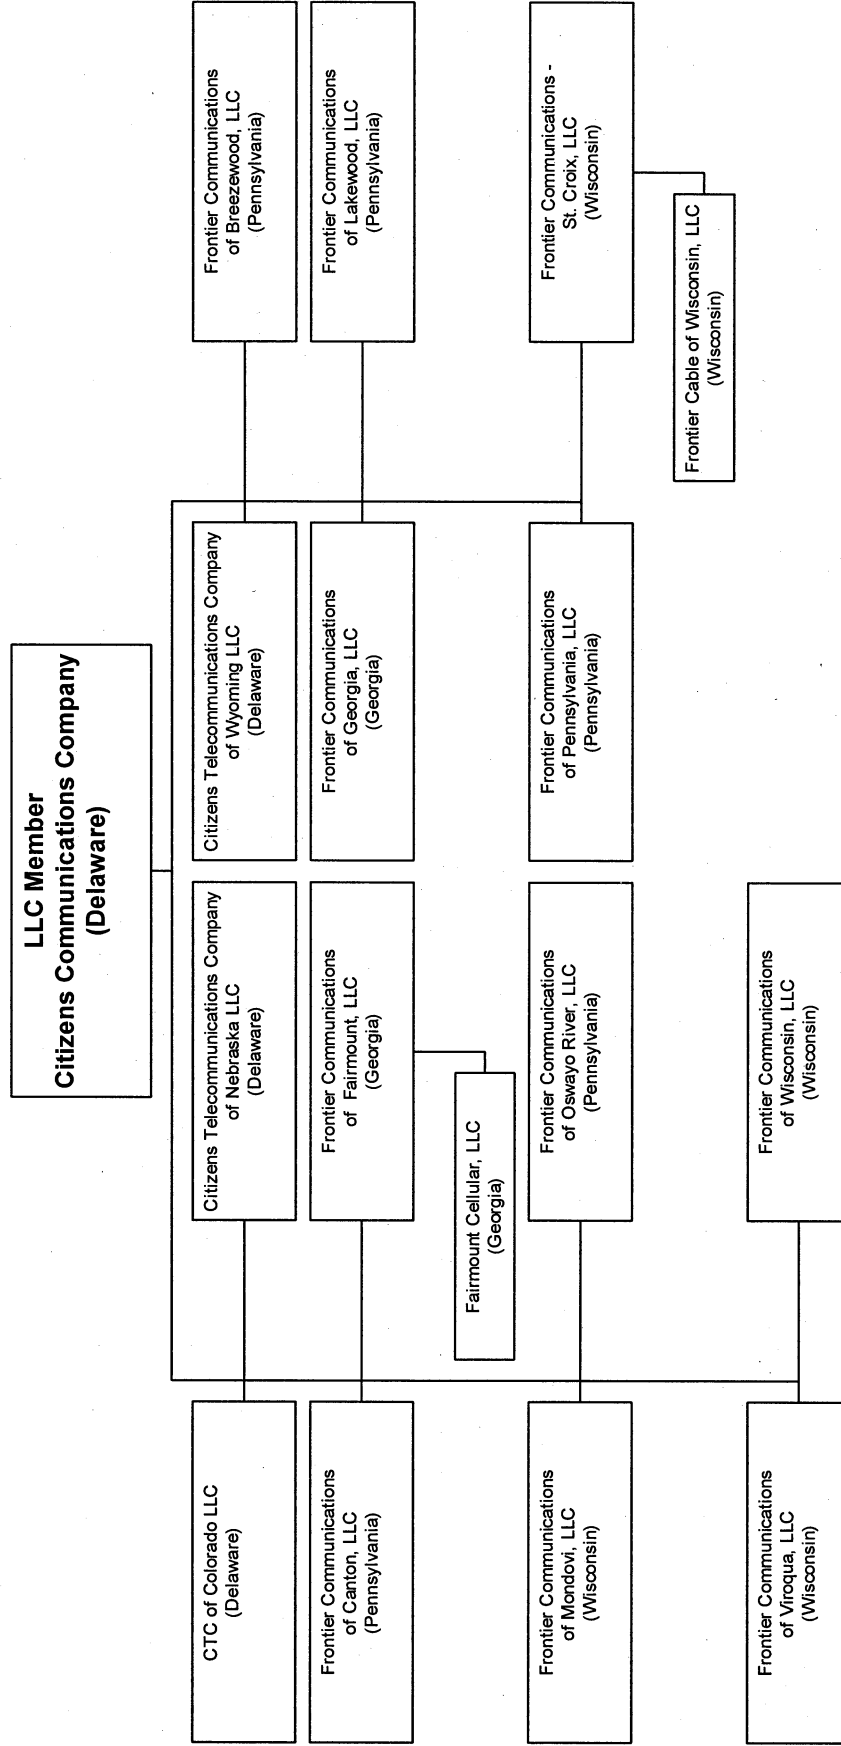 LLC Member
Citizens Communications Company
(Delaware)
CTC of Colorado LLC
(Delaware)
Citizens Telecommunications Company
of Nebraska LLC
(Delaware)
Citizens Telecommunications Company
of Wyoming LLC
(Delaware)
Frontier Communications
of Breezewood, LLC
(Pennsylvania)
Frontier Communications
of Canton, LLC
(Pennsylvania)
Frontier Communications
of Fairmount, LLC
(Georgia)
Frontier Communications
of Georgia, LLC
(Georgia)
Frontier Communications
of Lakewood, LLC
(Pennsylvania)
Fairmount Cellular, LLC
(Georgia)
Frontier Communications
of Mondovi, LLC
(Wisconsin)
Frontier Communications
of Oswayo River, LLC
(Pennsylvania)
Frontier Communications
of Pennsylvania, LLC
(Pennsylvania)
Frontier Communications -
St. Croix, LLC
(Wisconsin)
Frontier Cable of Wisconsin, LLC
(Wisconsin)
Frontier Communications
of Viroqua, LLC
(Wisconsin)
Frontier Communications
of Wisconsin, LLC
(Wisconsin)